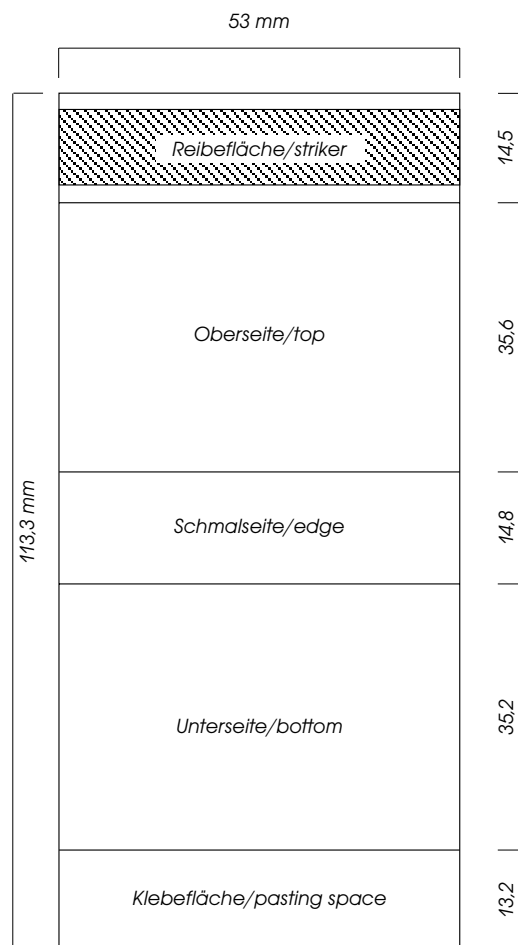 53 mm
Reibefläche/striker
14,5
Oberseite/top
35,6
113,3 mm
Schmalseite/edge
14,8
Unterseite/bottom
35,2
Klebefläche/pasting space
13,2